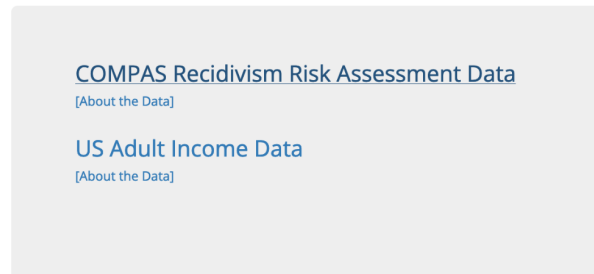 COMPAS Recidivism Risk Assessment Data
[About the Data]
US Adult Income Data
[About the Data]